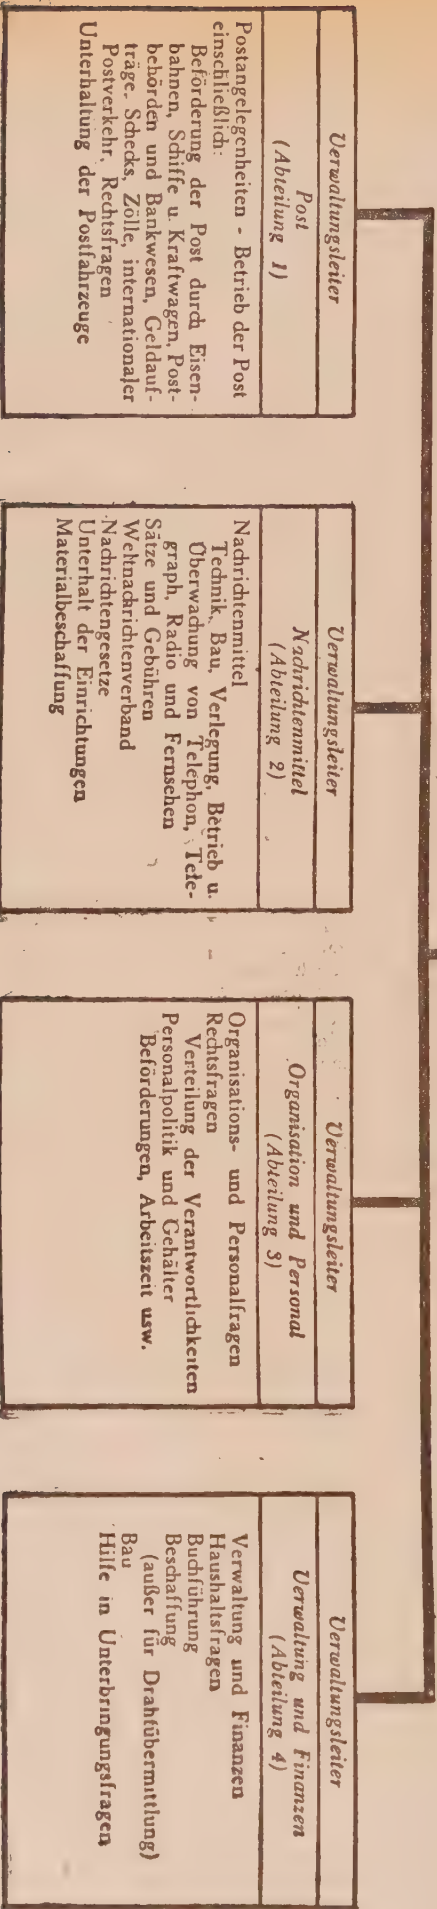 Verwaltungsleiter
Post
(Abteilung 1)
Postangelegenheiten - Betrieb der Post
einschließlich:
Beförderung der Post durch Eisen-
bahnen, Schiffe u. Kraftwagen, Post-
behörden und Bankwesen, Geldauf-
träge, Schecks, Zölle, internationaler
Postverkehr, Rechtsfragen
Unterhaltung der Postfahrzeuge
Verwaltungsleiter
Nachrichtenmittel
(Abteilung 2)
Nachrichtenmittel
Technik, Bau, Verlegung, Betrieb u.
Überwachung von Telephon, Tele-
graph, Radio und Fernsehen
Sätze und Gebühren
Weltnachrichtenverband
Nachrichtengesetze
Unterhalt der Einrichtungen
Materialbeschaffung
Verwaltungsleiter
Organisation und Personal
(Abteilung 3)
Organisations- und Personalfragen
Rechtsfragen
Verteilung der Verantwortlichkeiten
Personalpolitik und Gehälter
Beförderungen, Arbeitszeit usw.
Verwaltungsleiter
Verwaltung und Finanzen
(Abteilung 4)
Verwaltung und Finanzen
Haushaltsfragen
Buchführung
Beschaffung
(außer für Drahtübermittlung)
Bau
Hilfe in Unterbringungsfragen